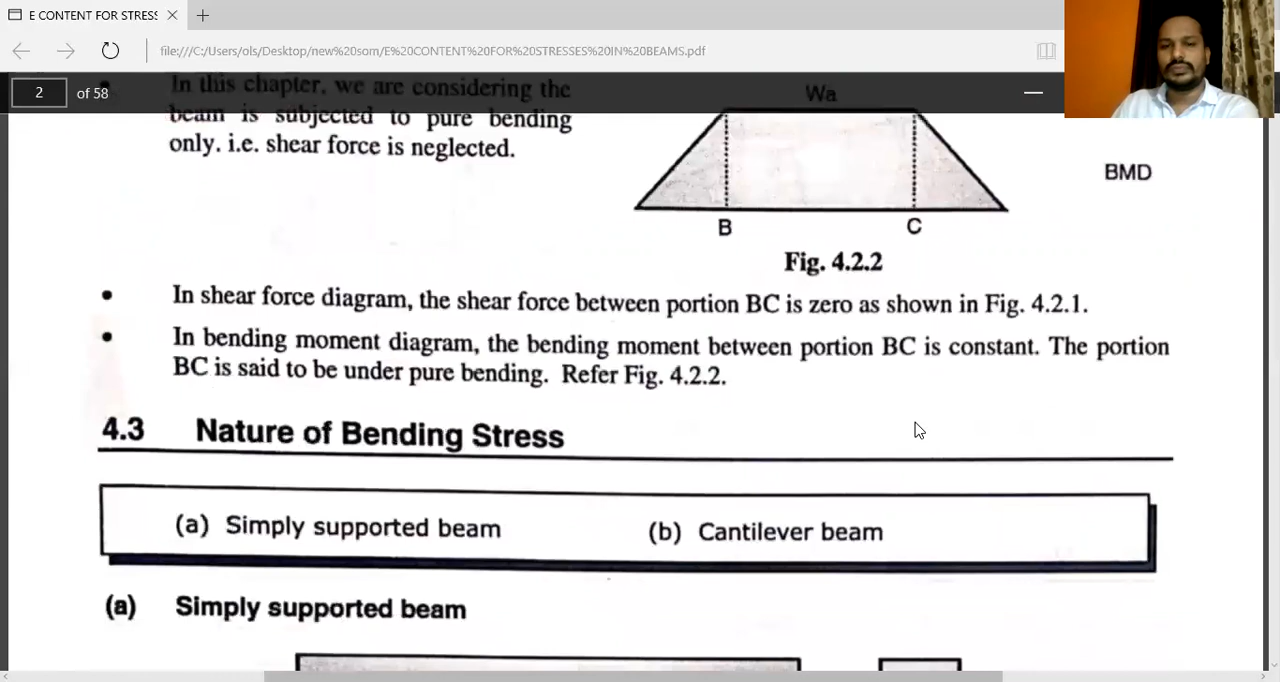 E CONTENT FOR STRESS
file:///C:/Users/ols/Desktop/new%20som/E%20CONTENT%20FOR%20STRESSES%20IN%20BEAMS.pdf
2 of 58
In this chapter, we are considering the
beam is subjected to pure bending
only. i.e. shear force is neglected.
Wa
BMD
B C
Fig. 4.2.2
• In shear force diagram, the shear force between portion BC is zero as shown in Fig. 4.2.1.
• In bending moment diagram, the bending moment between portion BC is constant. The portion
BC is said to be under pure bending. Refer Fig. 4.2.2.
4.3 Nature of Bending Stress
(a) Simply supported beam (b) Cantilever beam
(a) Simply supported beam